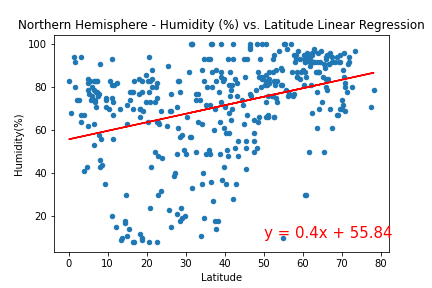 Northern Hemisphere - Humidity (%) vs. Latitude Linear Regression
100
80
60
40
20
Humidity(%)
y = 0.4x + 55.84
0 10 20 30 40 50 60 70 80
Latitude